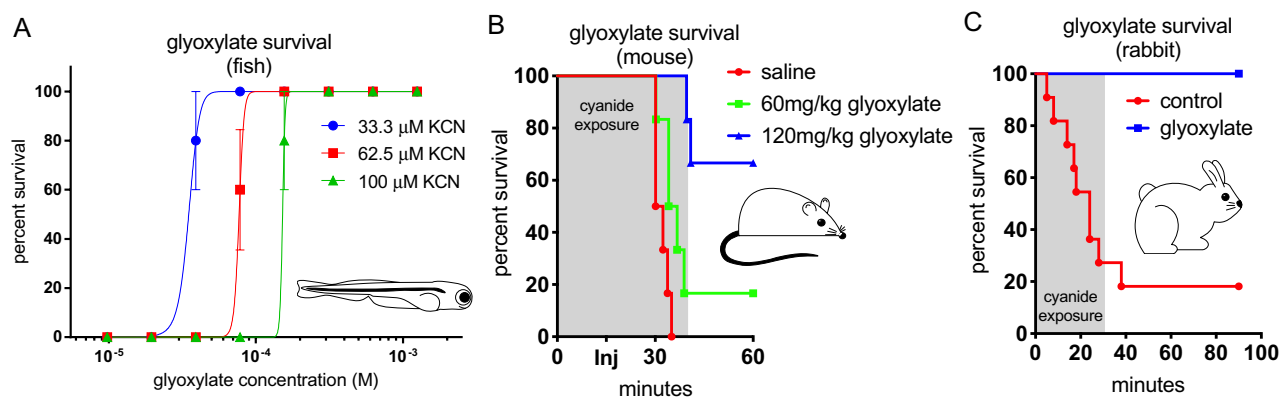 A
glyoxylate survival
(fish)
percent survival
100
80
60
40
20
0
33.3 μM KCN
62.5 μM KCN
100 μM KCN
10-5
10-4
10-3
glyoxylate concentration (M)
B
glyoxylate survival
(mouse)
percent survival
100
80
60
40
20
0
cyanide
exposure
saline
60mg/kg glyoxylate
120mg/kg glyoxylate
0
Inj
30
60
minutes
C
glyoxylate survival
(rabbit)
percent survival
100
80
60
40
20
0
control
glyoxylate
cyanide
exposure
0
20
40
60
80
100
minutes